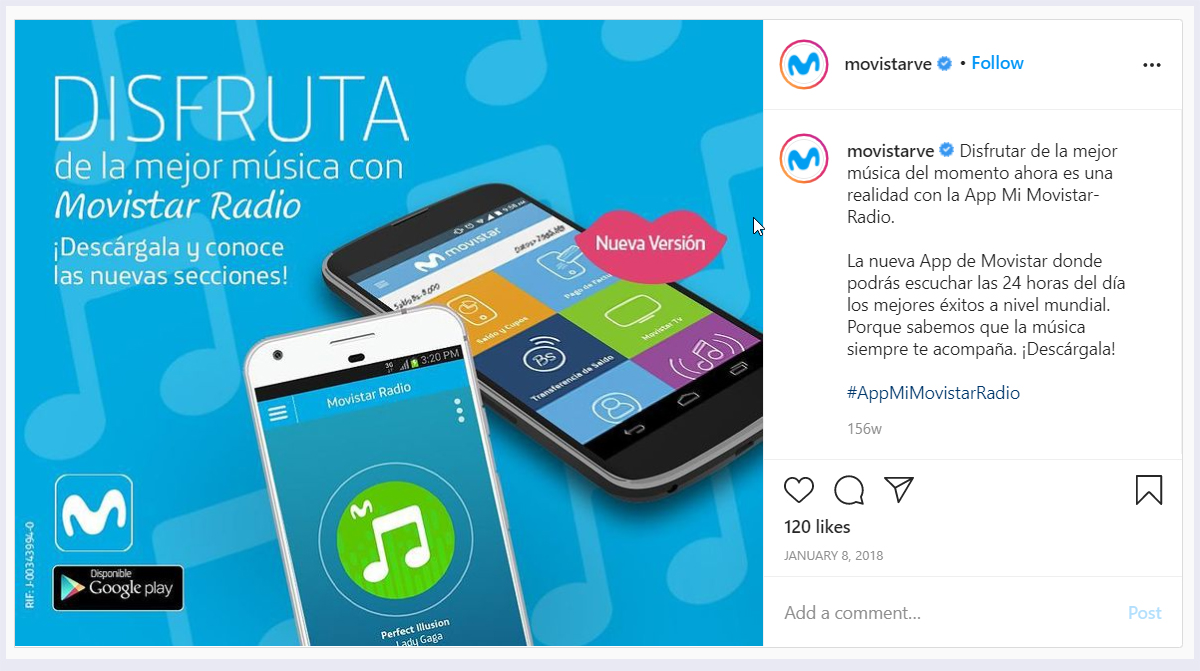 DISFRUTA
de la mejor música con
Movistar Radio
¡Descárgala y conoce
las nuevas secciones!
Nueva Versión
movistar
Saldo y Cupos
Pago de
Transferencia de Saldo
Movistar Tv
3G
3:20 PM
Movistar Radio
Perfect Illusion
Lady Gaga
RIF: J-00343994-0
Disponible
Google play
movistarve • Follow
movistarve Disfrutar de la mejor
música del momento ahora es una
realidad con la App Mi Movistar-
Radio.
La nueva App de Movistar donde
podrás escuchar las 24 horas del día
los mejores éxitos a nivel mundial.
Porque sabemos que la música
siempre te acompaña. ¡Descárgala!
#AppMiMovistarRadio
156w
120 likes
JANUARY 8, 2018
Add a comment...
Post